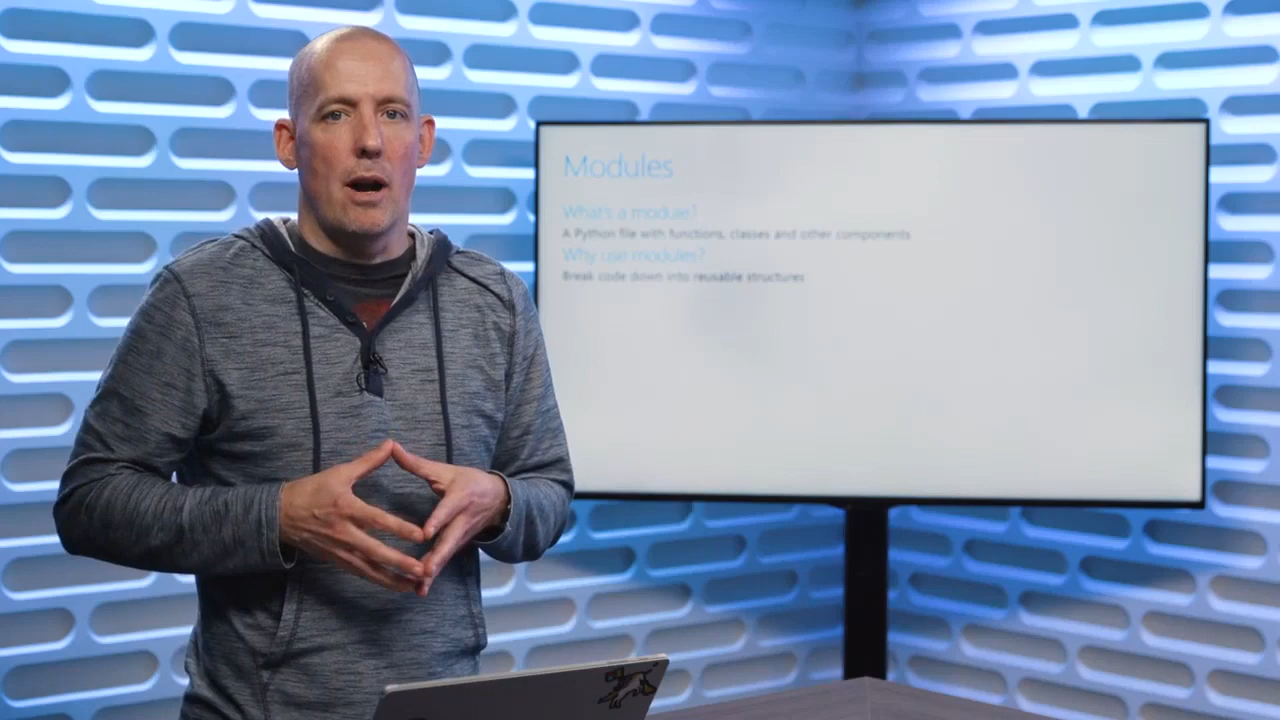 Modules
What's a module?
A Python file with functions, classes and other components
Why use modules?
Break code down into reusable structures